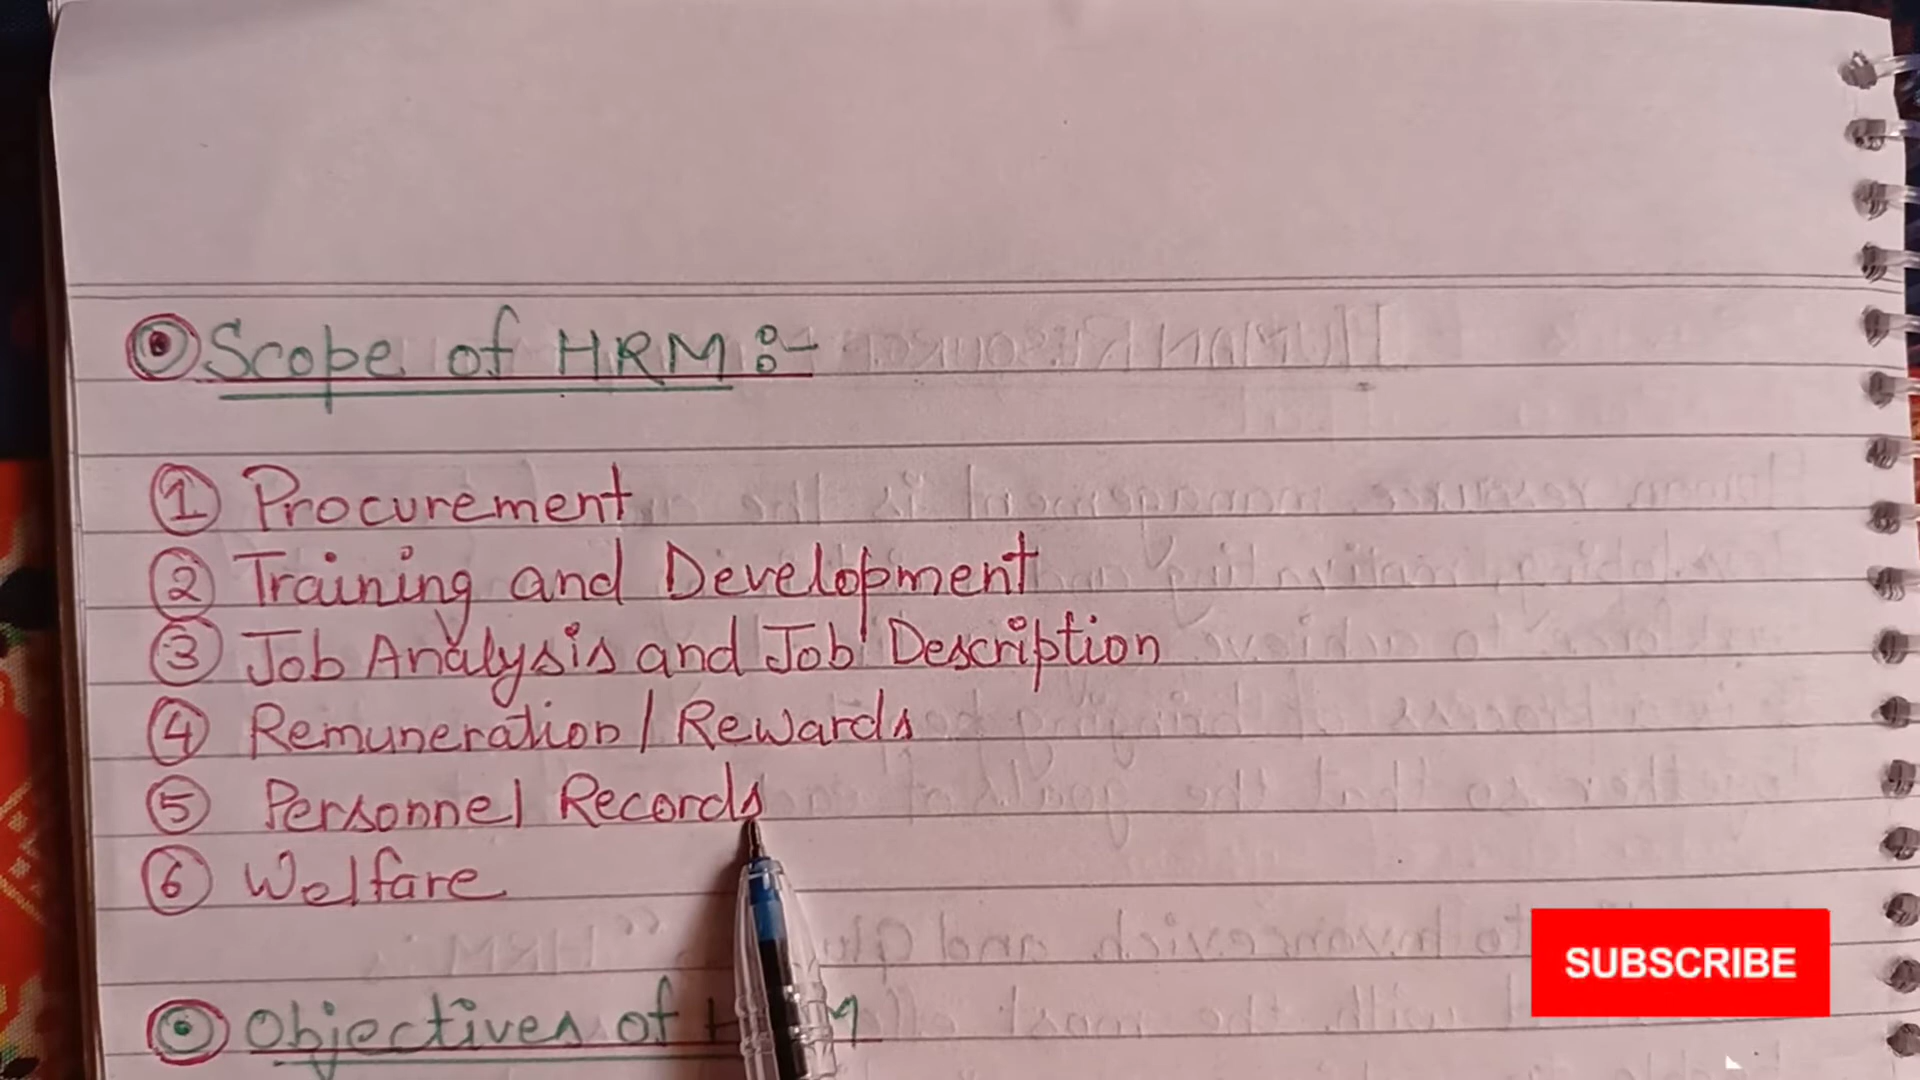 Scope of HRM :-
① Procurement
② Training and Development
③ Job Analysis and Job Description
④ Remuneration / Rewards
⑤ Personnel Records
⑥ Welfare
SUBSCRIBE
Objectives of HRM